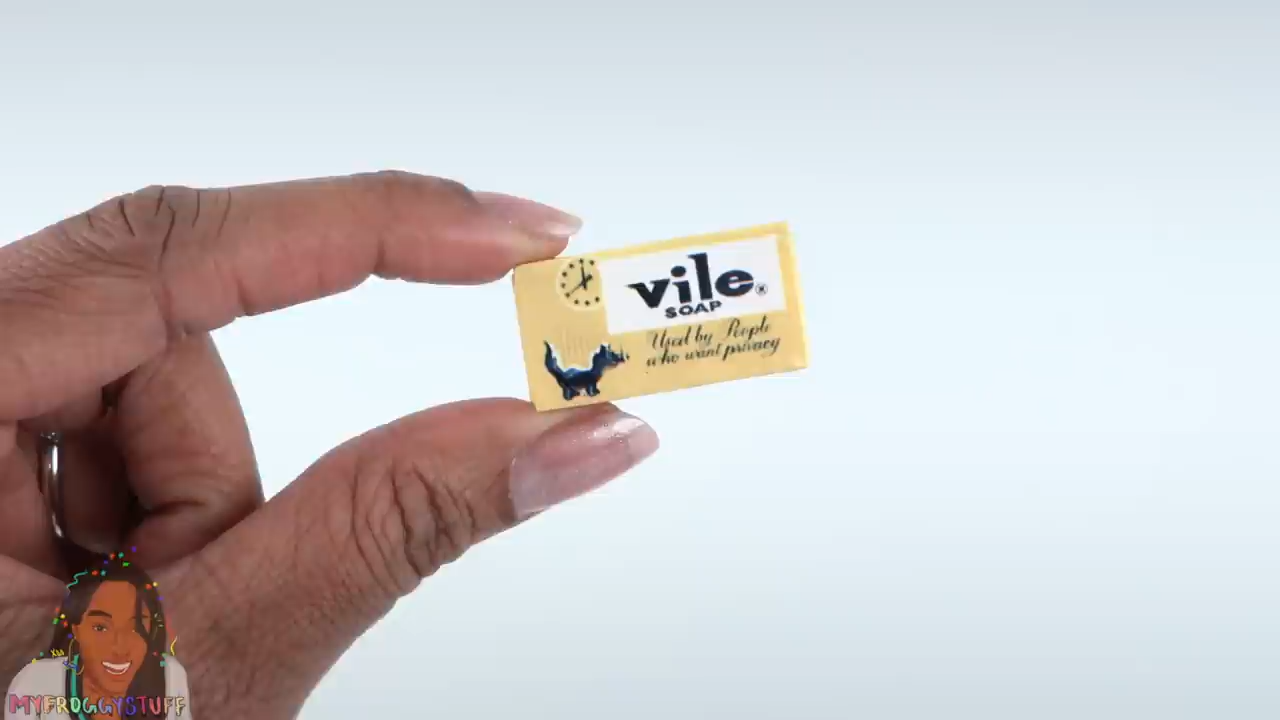 vile®
SOAP
Used by People
who want privacy
MYFROGGYSTUFF